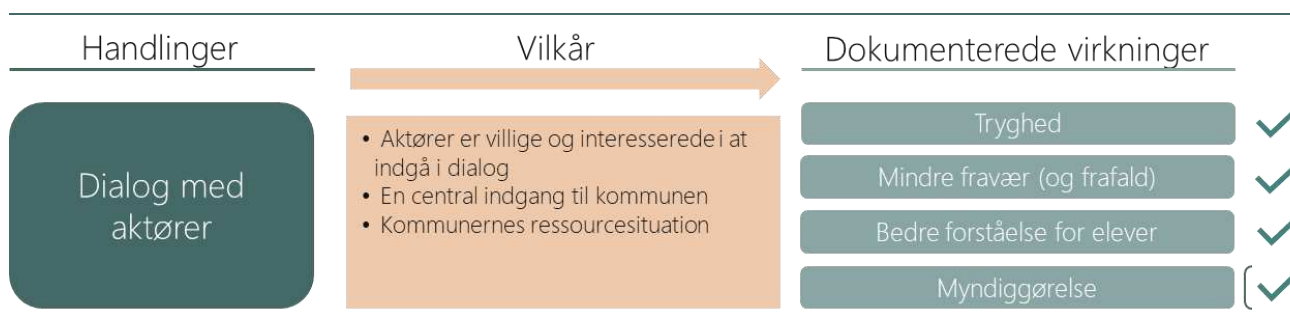 Handlinger
Vilkår
Dokumenterede virkninger
Dialog med
aktører
• Aktører er villige og interesserede i at
indgå i dialog
• En central indgang til kommunen
• Kommunernes ressourcesituation
Tryghed
Mindre fravær (og frafald)
Bedre forståelse for elever
Myndiggørelse